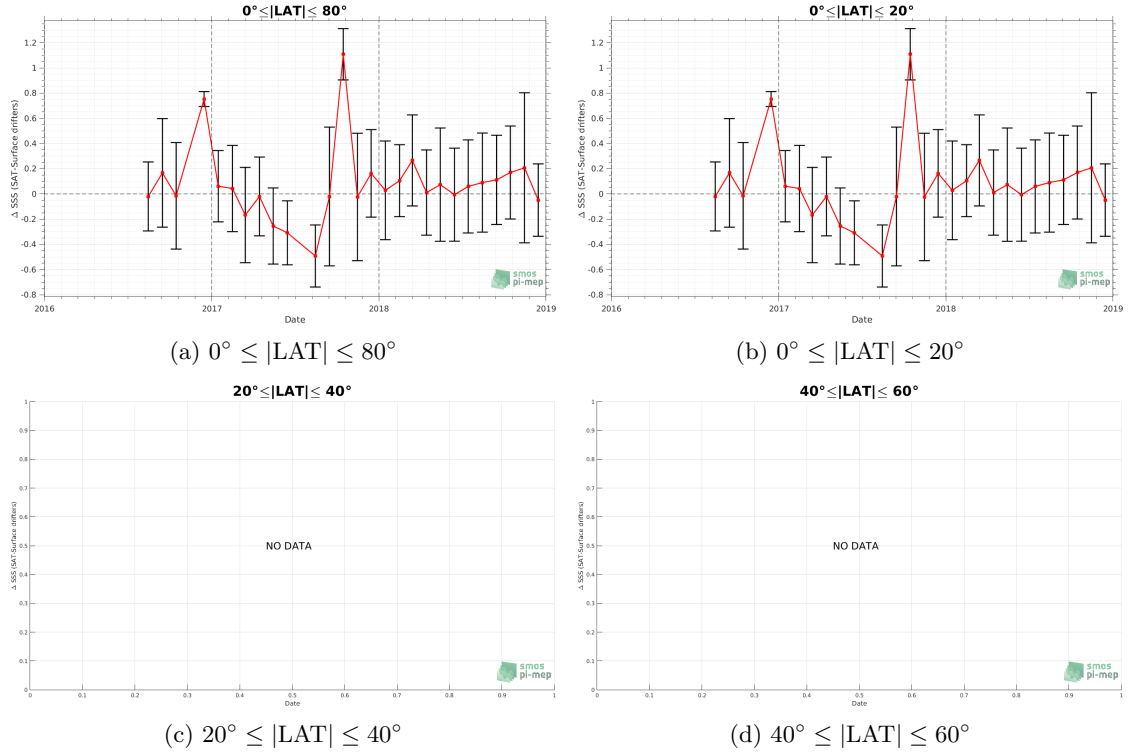 0°≤|LAT|≤ 80°
Δ SSS (SAT-Surface drifters)
1.2
1
0.8
0.6
0.4
0.2
0
-0.2
-0.4
-0.6
-0.8
2016
2017
2018
2019
Date
smos
pi-mep
(a) 0° ≤ |LAT| ≤ 80°
0°≤|LAT|≤ 20°
Δ SSS (SAT-Surface drifters)
1.2
1
0.8
0.6
0.4
0.2
0
-0.2
-0.4
-0.6
-0.8
2016
2017
2018
2019
Date
smos
pi-mep
(b) 0° ≤ |LAT| ≤ 20°
20°≤|LAT|≤ 40°
Δ SSS (SAT-Surface drifters)
1
0.9
0.8
0.7
0.6
0.5
0.4
0.3
0.2
0.1
0
NO DATA
0 0.1 0.2 0.3 0.4 0.5 0.6 0.7 0.8 0.9 1
Date
smos
pi-mep
(c) 20° ≤ |LAT| ≤ 40°
40°≤|LAT|≤ 60°
Δ SSS (SAT-Surface drifters)
1
0.9
0.8
0.7
0.6
0.5
0.4
0.3
0.2
0.1
0
NO DATA
0 0.1 0.2 0.3 0.4 0.5 0.6 0.7 0.8 0.9 1
Date
smos
pi-mep
(d) 40° ≤ |LAT| ≤ 60°